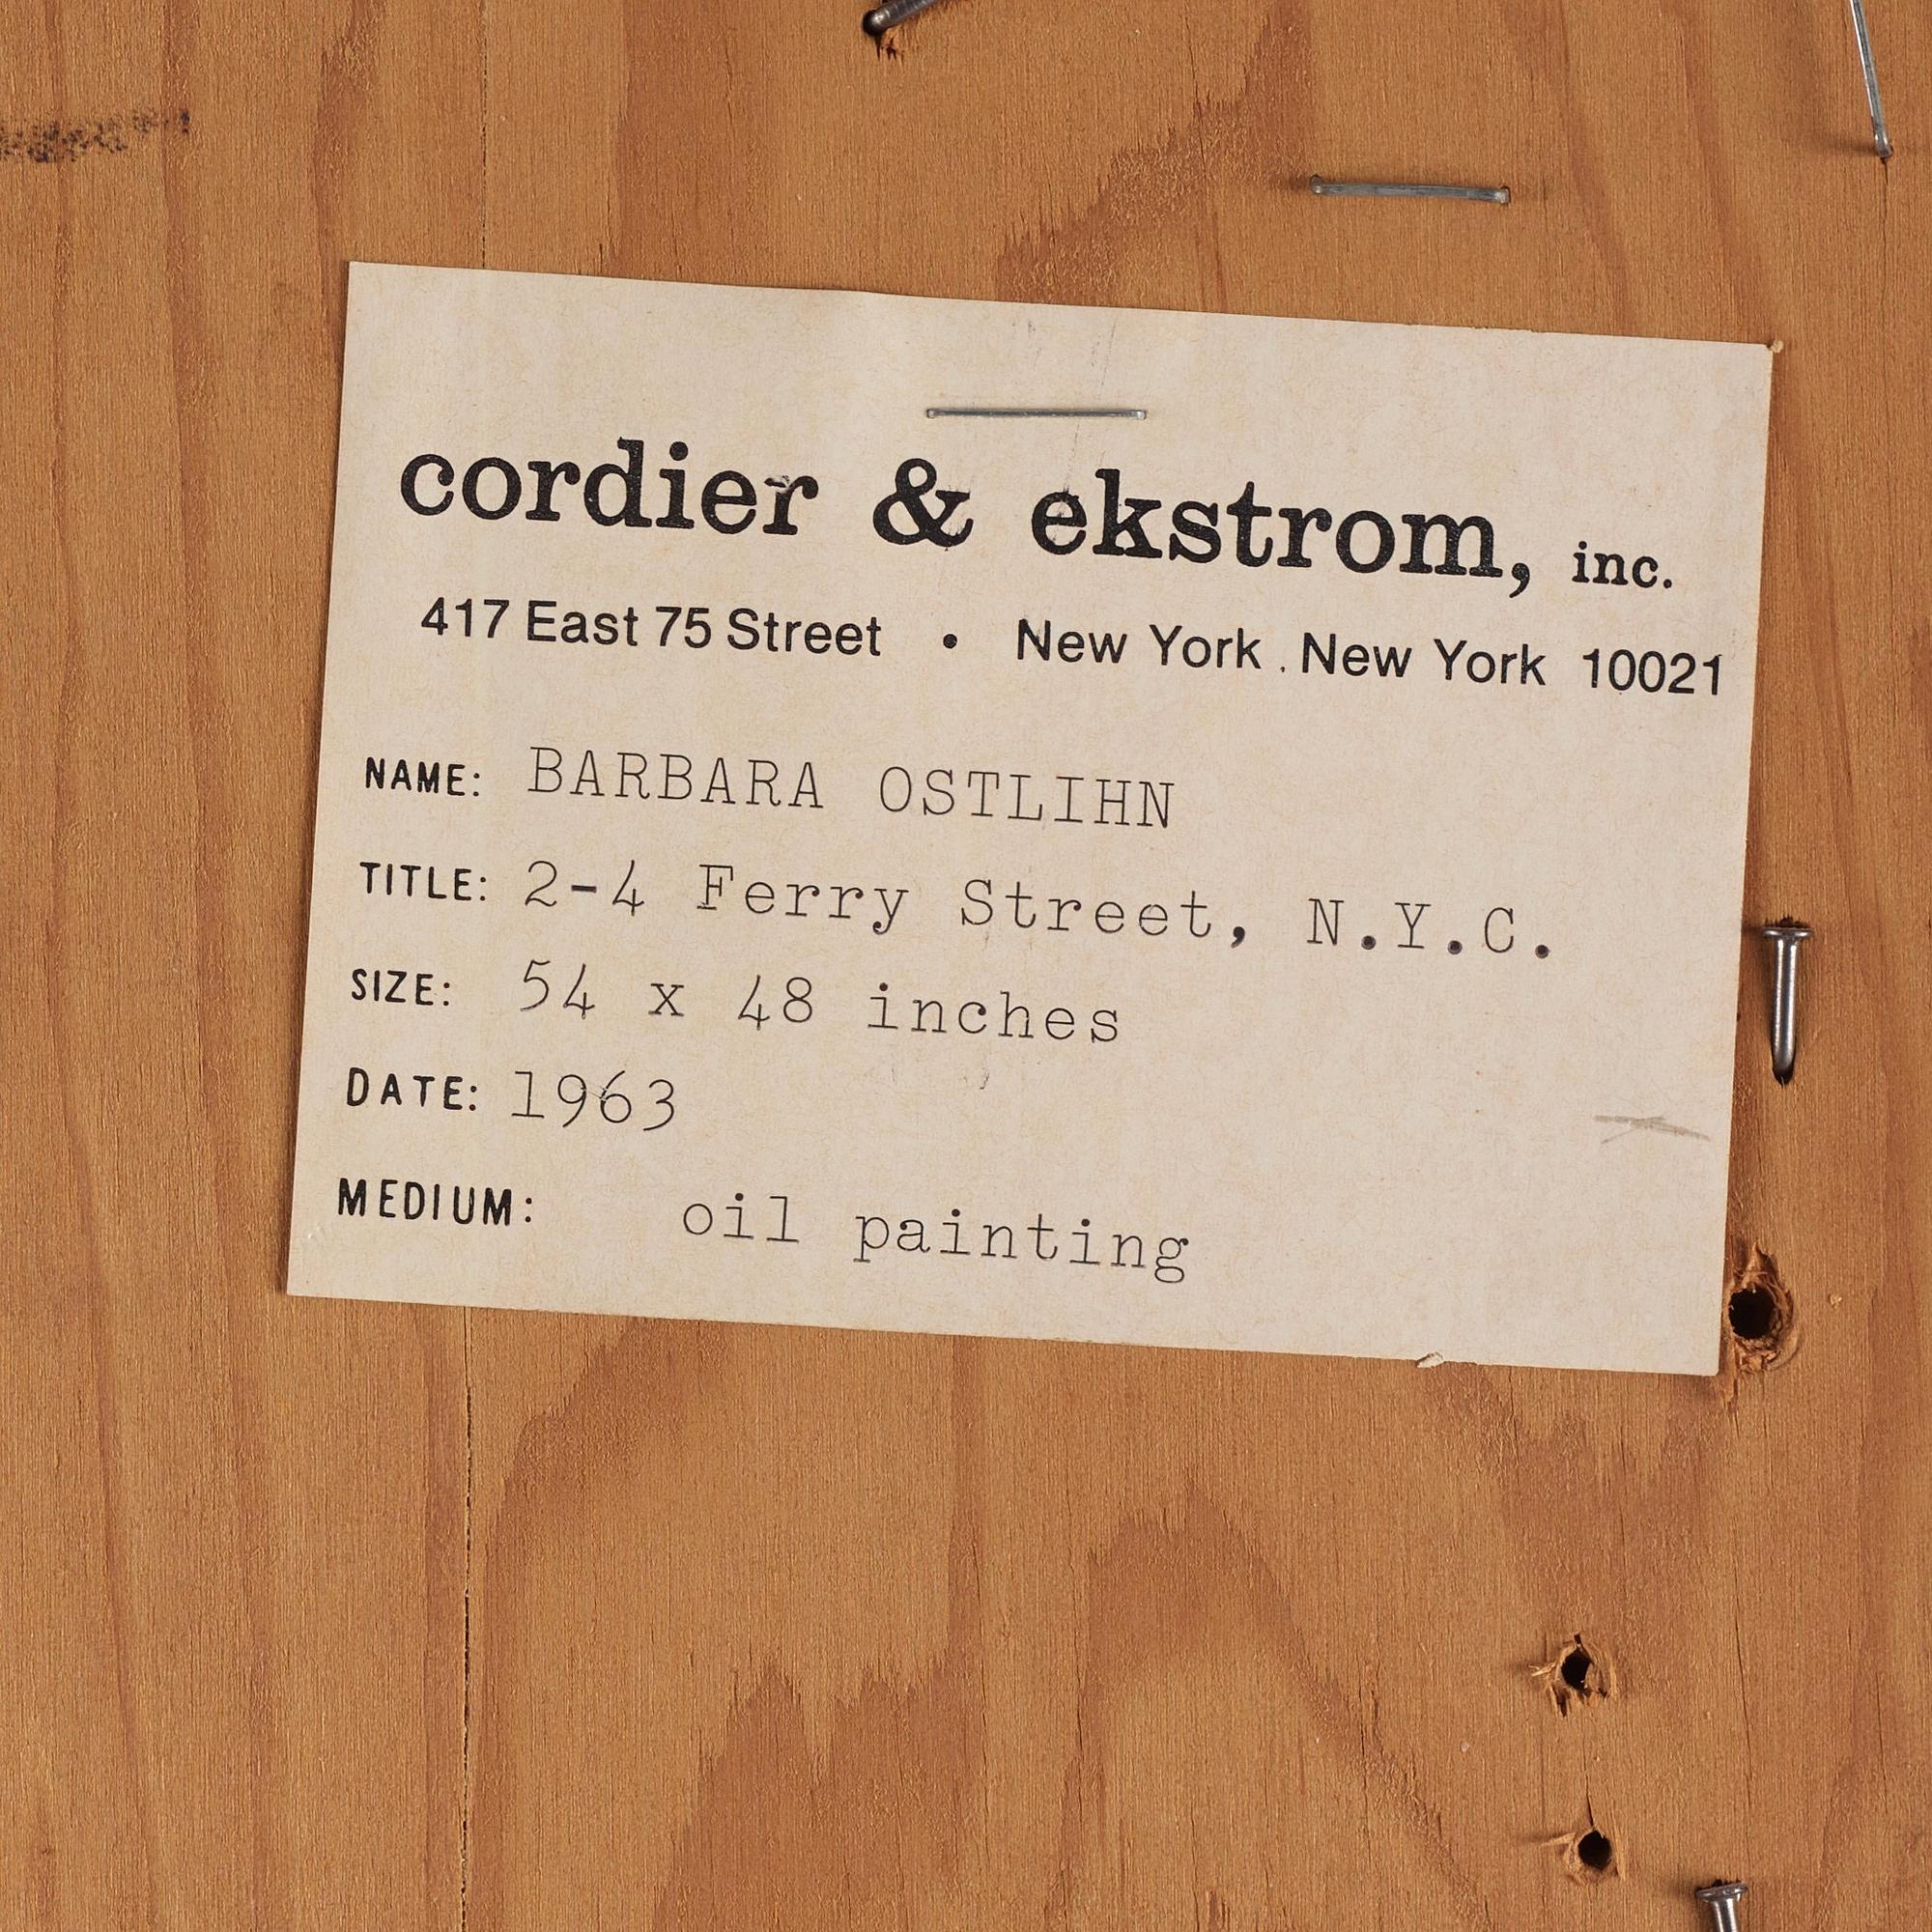 cordier & ekstrom, inc.
417 East 75 Street • New York . New York 10021
NAME: BARBARA OSTLIHN
TITLE: 2-4 Ferry Street, N.Y.C.
SIZE: 54 x 48 inches
DATE: 1963
MEDIUM: oil painting